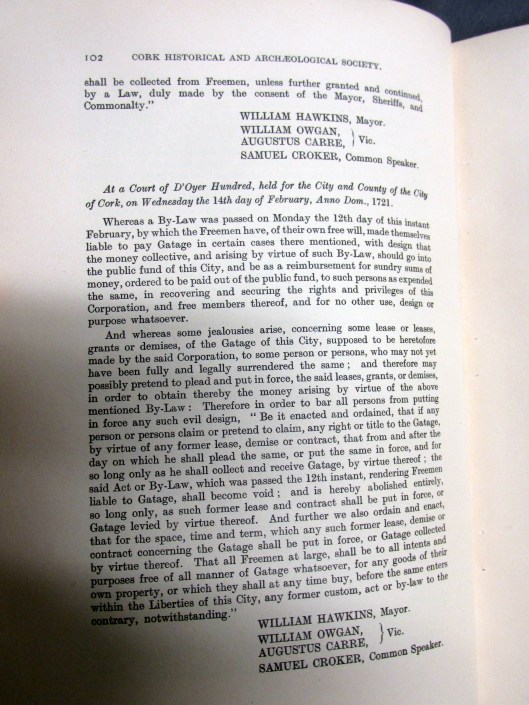 102 CORK HISTORICAL AND ARCHÆOLOGICAL SOCIETY.
shall be collected from Freemen, unless further granted and continued,
by a Law, duly made by the consent of the Mayor, Sheriffs, and
Commonalty."
WILLIAM HAWKINS, Mayor.
WILLIAM OWGAN,
AUGUSTUS CARRE, } Vic.
SAMUEL CROKER, Common Speaker.
At a Court of D'Oyer Hundred, held for the City and County of the City
of Cork, on Wednesday the 14th day of February, Anno Dom., 1721.
Whereas a By-Law was passed on Monday the 12th day of this instant
February, by which the Freemen have, of their own free will, made themselves
liable to pay Gatage in certain cases there mentioned, with design that
the money collective, and arising by virtue of such By-Law, should go into
the public fund of this City, and be as a reimbursement for sundry sums of
money, ordered to be paid out of the public fund, to such persons as expended
the same, in recovering and securing the rights and privileges of this
Corporation, and free members thereof, and for no other use, design or
purpose whatsoever.
And whereas some jealousies arise, concerning some lease or leases,
grants or demises, of the Gatage of this City, supposed to be heretofore
made by the said Corporation, to some person or persons, who may not yet
have been fully and legally surrendered the same; and therefore may
possibly pretend to plead and put in force, the said leases, grants, or demises,
in order to obtain thereby the money arising by virtue of the above
mentioned By-Law: Therefore in order to bar all persons from putting
in force any such evil design, " Be it enacted and ordained, that if any
person or persons claim or pretend to claim, any right or title to the Gatage,
by virtue of any former lease, demise or contract, that from and after the
day on which he shall plead the same, or put the same in force, and for
so long only as he shall collect and receive Gatage, by virtue thereof; the
said Act or By-Law, which was passed the 12th instant, rendering Freemen
liable to Gatage, shall become void; and is hereby abolished entirely,
so long only, as such former lease and contract shall be put in force, or
Gatage levied by virtue thereof. And further we also ordain and enact,
that for the space, time and term, which any such former lease, demise or
contract concerning the Gatage shall be put in force, or Gatage collected
by virtue thereof. That all Freemen at large, shall be to all intents and
purposes free of all manner of Gatage whatsoever, for any goods of their
own property, or which they shall at any time buy, before the same enters
within the Liberties of this City, any former custom, act or by-law to the
contrary, notwithstanding."
WILLIAM HAWKINS, Mayor.
WILLIAM OWGAN,
AUGUSTUS CARRE, } Vic.
SAMUEL CROKER, Common Speaker.